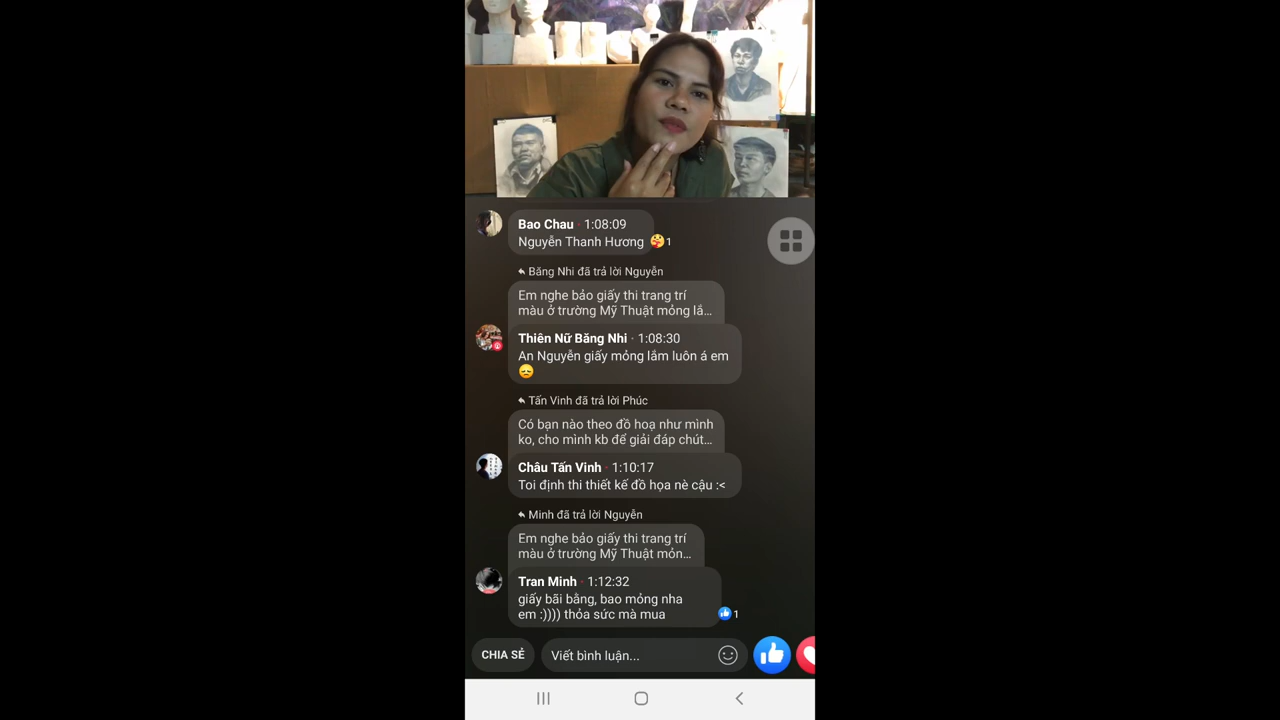 Bao Chau · 1:08:09
Nguyễn Thanh Hương
1
Băng Nhi đã trả lời Nguyễn
Em nghe bảo giấy thi trang trí
màu ở trường Mỹ Thuật mỏng lắ...
Thiên Nữ Băng Nhi · 1:08:30
An Nguyễn giấy mỏng lắm luôn á em
😞
Tấn Vinh đã trả lời Phúc
Có bạn nào theo đồ hoạ như mình
ko, cho mình kb để giải đáp chút...
Châu Tấn Vinh · 1:10:17
Toi định thi thiết kế đồ họa nè cậu :<
Minh đã trả lời Nguyễn
Em nghe bảo giấy thi trang trí
màu ở trường Mỹ Thuật món...
Tran Minh · 1:12:32
giấy bãi bằng, bao mỏng nha
em :)))) thỏa sức mà mua
1
CHIA SẺ
Viết bình luận...